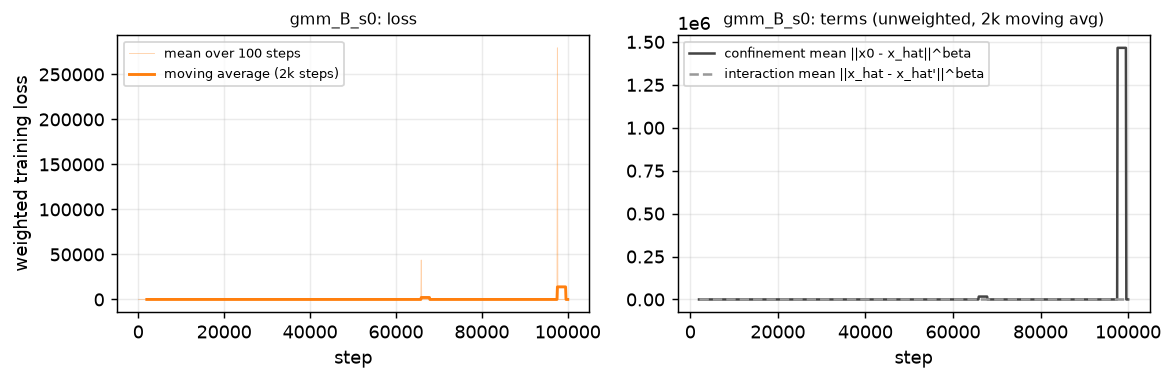 gmm_B_s0: loss
mean over 100 steps
moving average (2k steps)
weighted training loss
250000
200000
150000
100000
50000
0
0
20000
40000
60000
80000
100000
step
gmm_B_s0: terms (unweighted, 2k moving avg)
1e6
confinement mean ||x0 - x_hat||^beta
interaction mean ||x_hat - x_hat'||^beta
1.50
1.25
1.00
0.75
0.50
0.25
0.00
0
20000
40000
60000
80000
100000
step